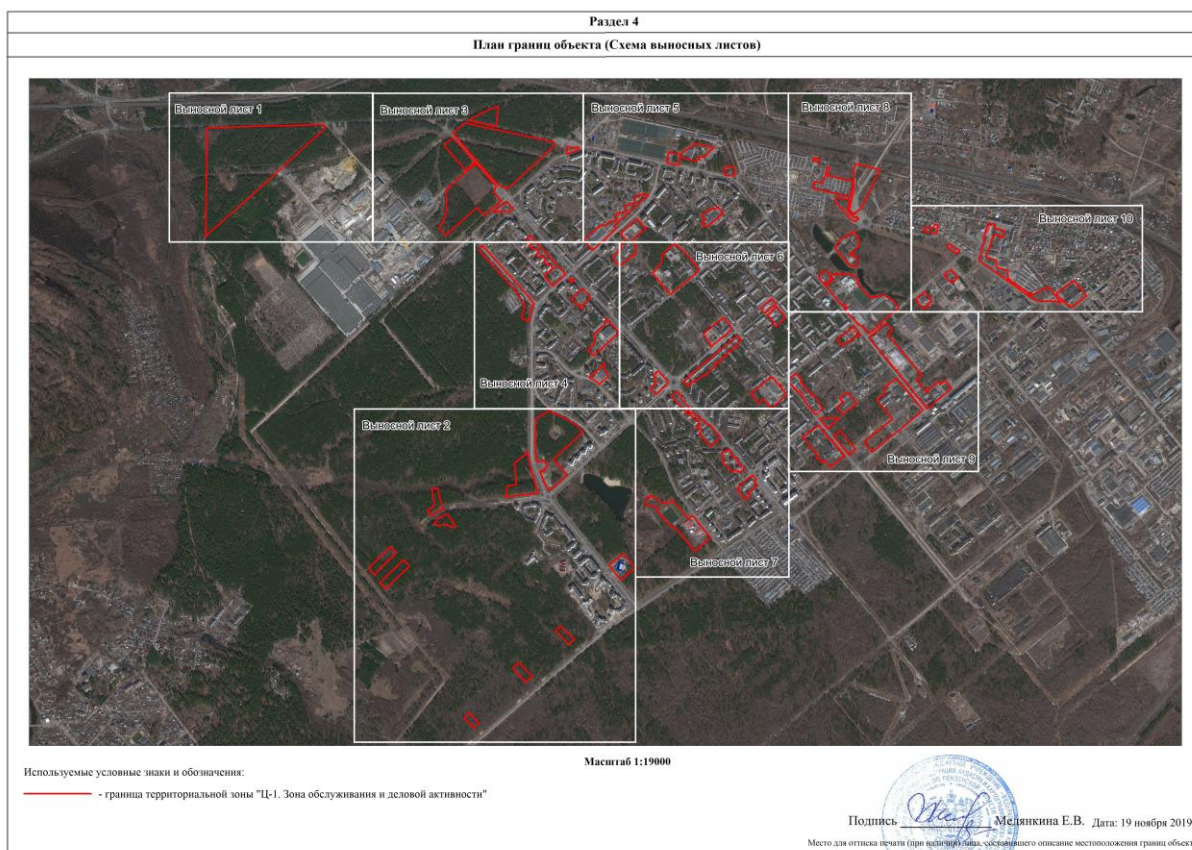 Раздел 4
План границ объекта (Схема выносных листов)
Выносной лист 1
Выносной лист 3
Выносной лист 5
Выносной лист 8
Выносной лист 10
Выносной лист 6
Выносной лист 4
Выносной лист 2
Выносной лист 9
Выносной лист 7
Масштаб 1:19000
Используемые условные знаки и обозначения:
- граница территориальной зоны "Ц-1. Зона обслуживания и деловой активности"
Подпись Медянкина Е.В. Дата: 19 ноября 2019
Место для оттиска печати (при наличии) лица, составившего описание местоположения границ объекта